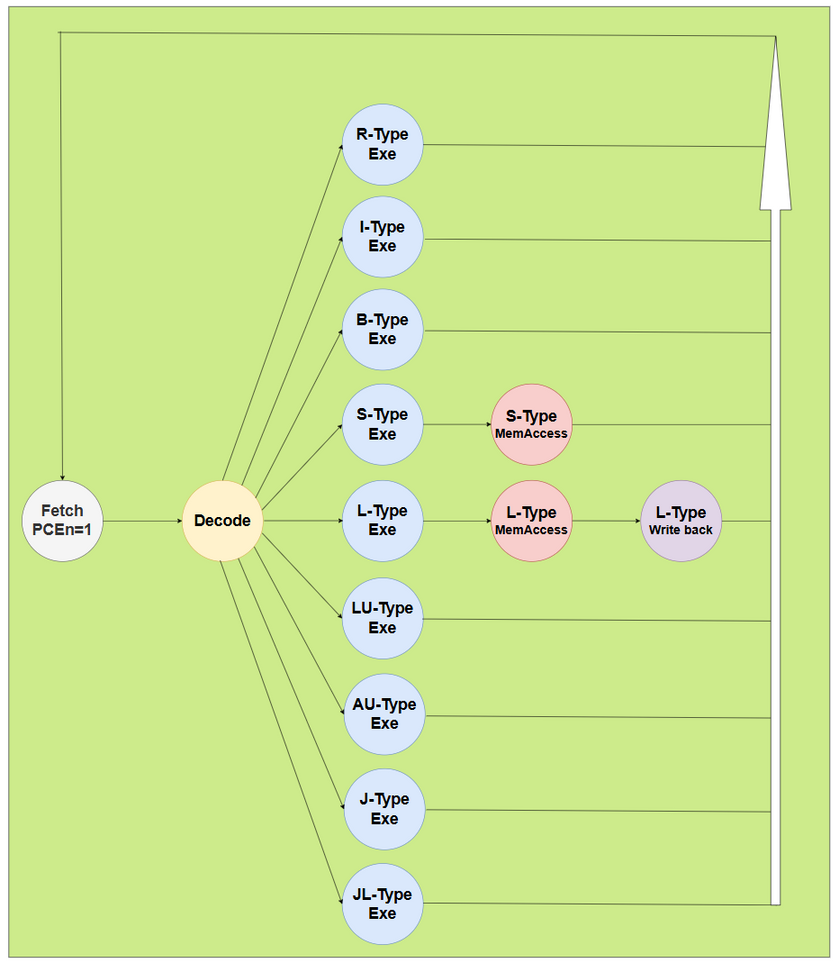 R-Type
Exe
I-Type
Exe
B-Type
Exe
S-Type
Exe
S-Type
MemAccess
Fetch
PCEn=1
Decode
L-Type
Exe
L-Type
MemAccess
L-Type
Write back
LU-Type
Exe
AU-Type
Exe
J-Type
Exe
JL-Type
Exe